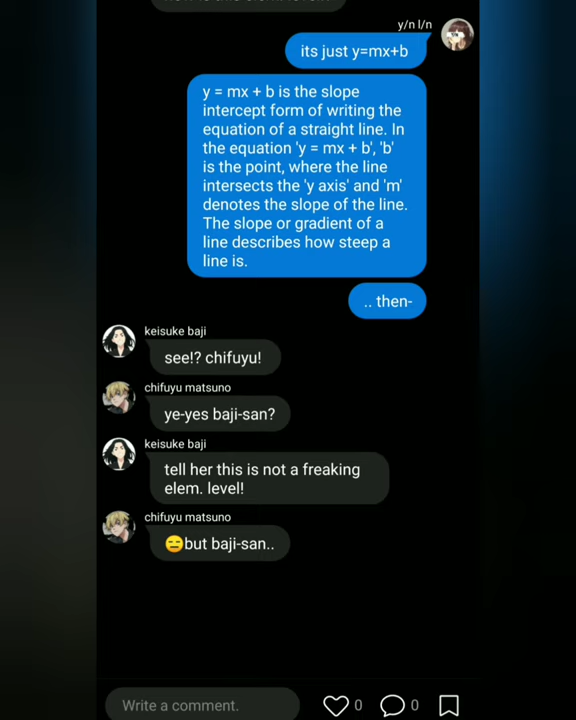 y/n l/n
its just y=mx+b
y = mx + b is the slope
intercept form of writing the
equation of a straight line. In
the equation 'y = mx + b', 'b'
is the point, where the line
intersects the 'y axis' and 'm'
denotes the slope of the line.
The slope or gradient of a
line describes how steep a
line is.
.. then-
keisuke baji
see!? chifuyu!
chifuyu matsuno
ye-yes baji-san?
keisuke baji
tell her this is not a freaking
elem. level!
chifuyu matsuno
😑but baji-san..
Write a comment.
0
0